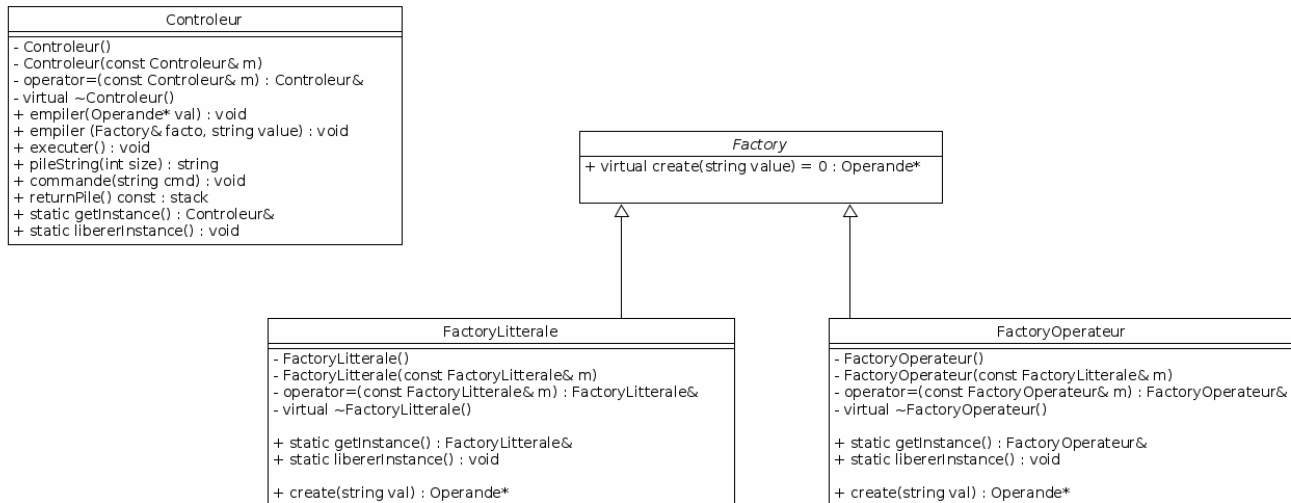 Controleur
- Controleur()
- Controleur(const Controleur& m)
- operator=(const Controleur& m) : Controleur&
- virtual ~Controleur()
+ empiler(Operande* val) : void
+ empiler (Factory& facto, string value) : void
+ executer() : void
+ pileString(int size) : string
+ commande(string cmd) : void
+ returnPile() const : stack
+ static getInstance() : Controleur&
+ static libererInstance() : void
Factory
+ virtual create(string value) = 0 : Operande*
FactoryLitterale
- FactoryLitterale()
- FactoryLitterale(const FactoryLitterale& m)
- operator=(const FactoryLitterale& m) : FactoryLitterale&
- virtual ~FactoryLitterale()
+ static getInstance() : FactoryLitterale&
+ static libererInstance() : void
+ create(string val) : Operande*
FactoryOperateur
- FactoryOperateur()
- FactoryOperateur(const FactoryLitterale& m)
- operator=(const FactoryOperateur& m) : FactoryOperateur&
- virtual ~FactoryOperateur()
+ static getInstance() : FactoryOperateur&
+ static libererInstance() : void
+ create(string val) : Operande*